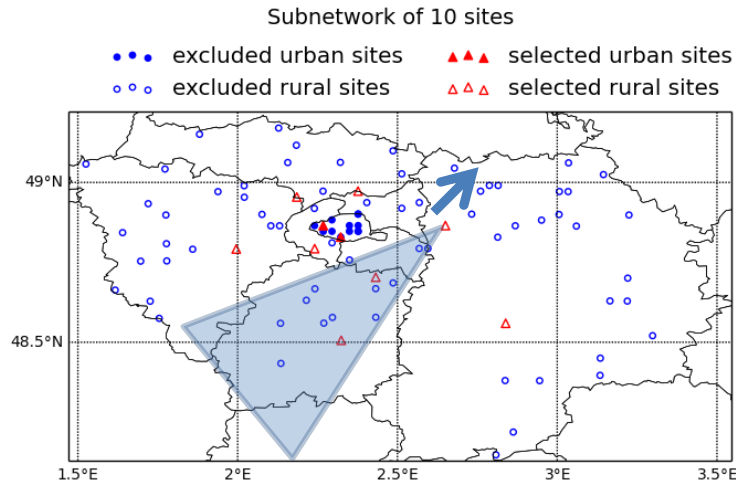 Subnetwork of 10 sites
excluded urban sites selected urban sites
excluded rural sites selected rural sites
49°N
48.5°N
1.5°E 2°E 2.5°E 3°E 3.5°E